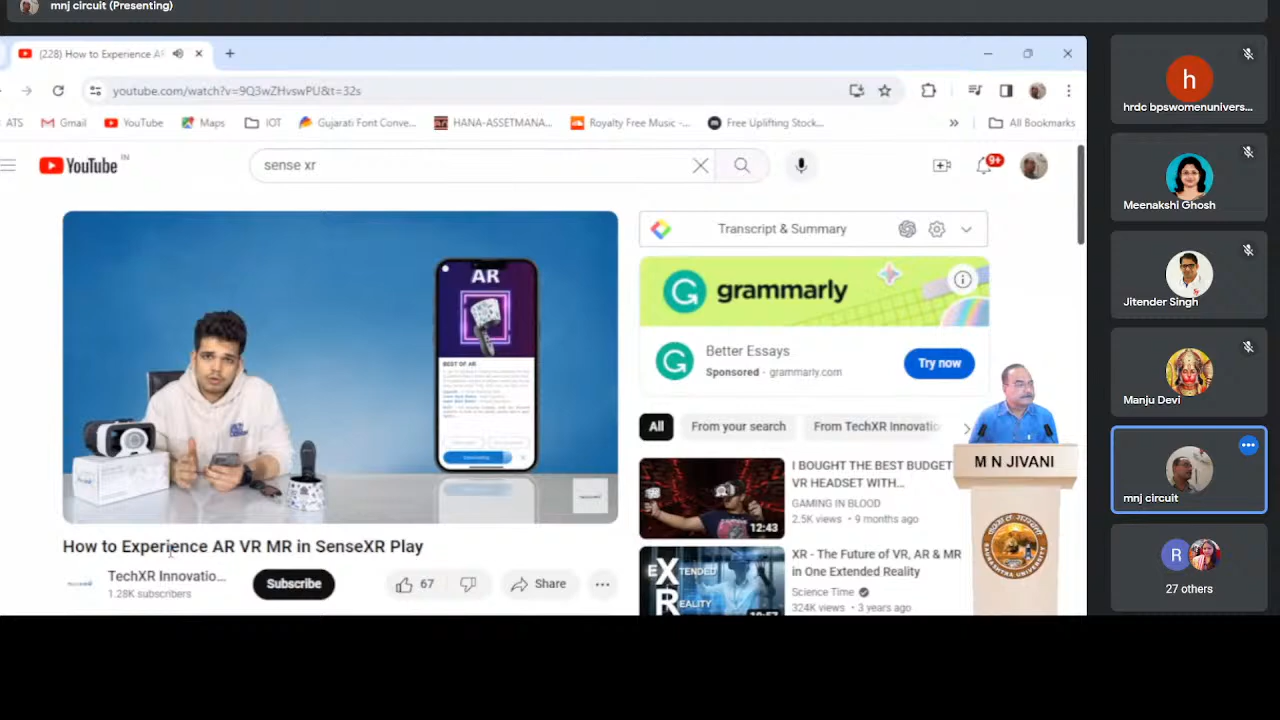 mnj circuit (Presenting)
(228) How to Experience AR
youtube.com/watch?v=9Q3wZHvswPU&t=32s
ATS
Gmail
YouTube
Maps
IOT
Gujarati Font Conve...
HANA-ASSETMANA...
Royalty Free Music -...
Free Uplifting Stock...
»
All Bookmarks
YouTube IN
sense xr
9+
AR
BEST OF AR
Transcript & Summary
grammarly
Better Essays
Sponsored · grammarly.com
Try now
All
From your search
From TechXR Innovatio
I BOUGHT THE BEST BUDGET
VR HEADSET WITH...
GAMING IN BLOOD
2.5K views • 9 months ago
12:43
XR - The Future of VR, AR & MR
in One Extended Reality
Science Time
324K views • 3 years ago
EXTENDED
REALITY
How to Experience AR VR MR in SenseXR Play
TechXR Innovatio...
1.28K subscribers
Subscribe
67
Share
M N JIVANI
h
hrdc bpswomenunivers...
Meenakshi Ghosh
Jitender Singh
Manju Devi
mnj circuit
R
27 others